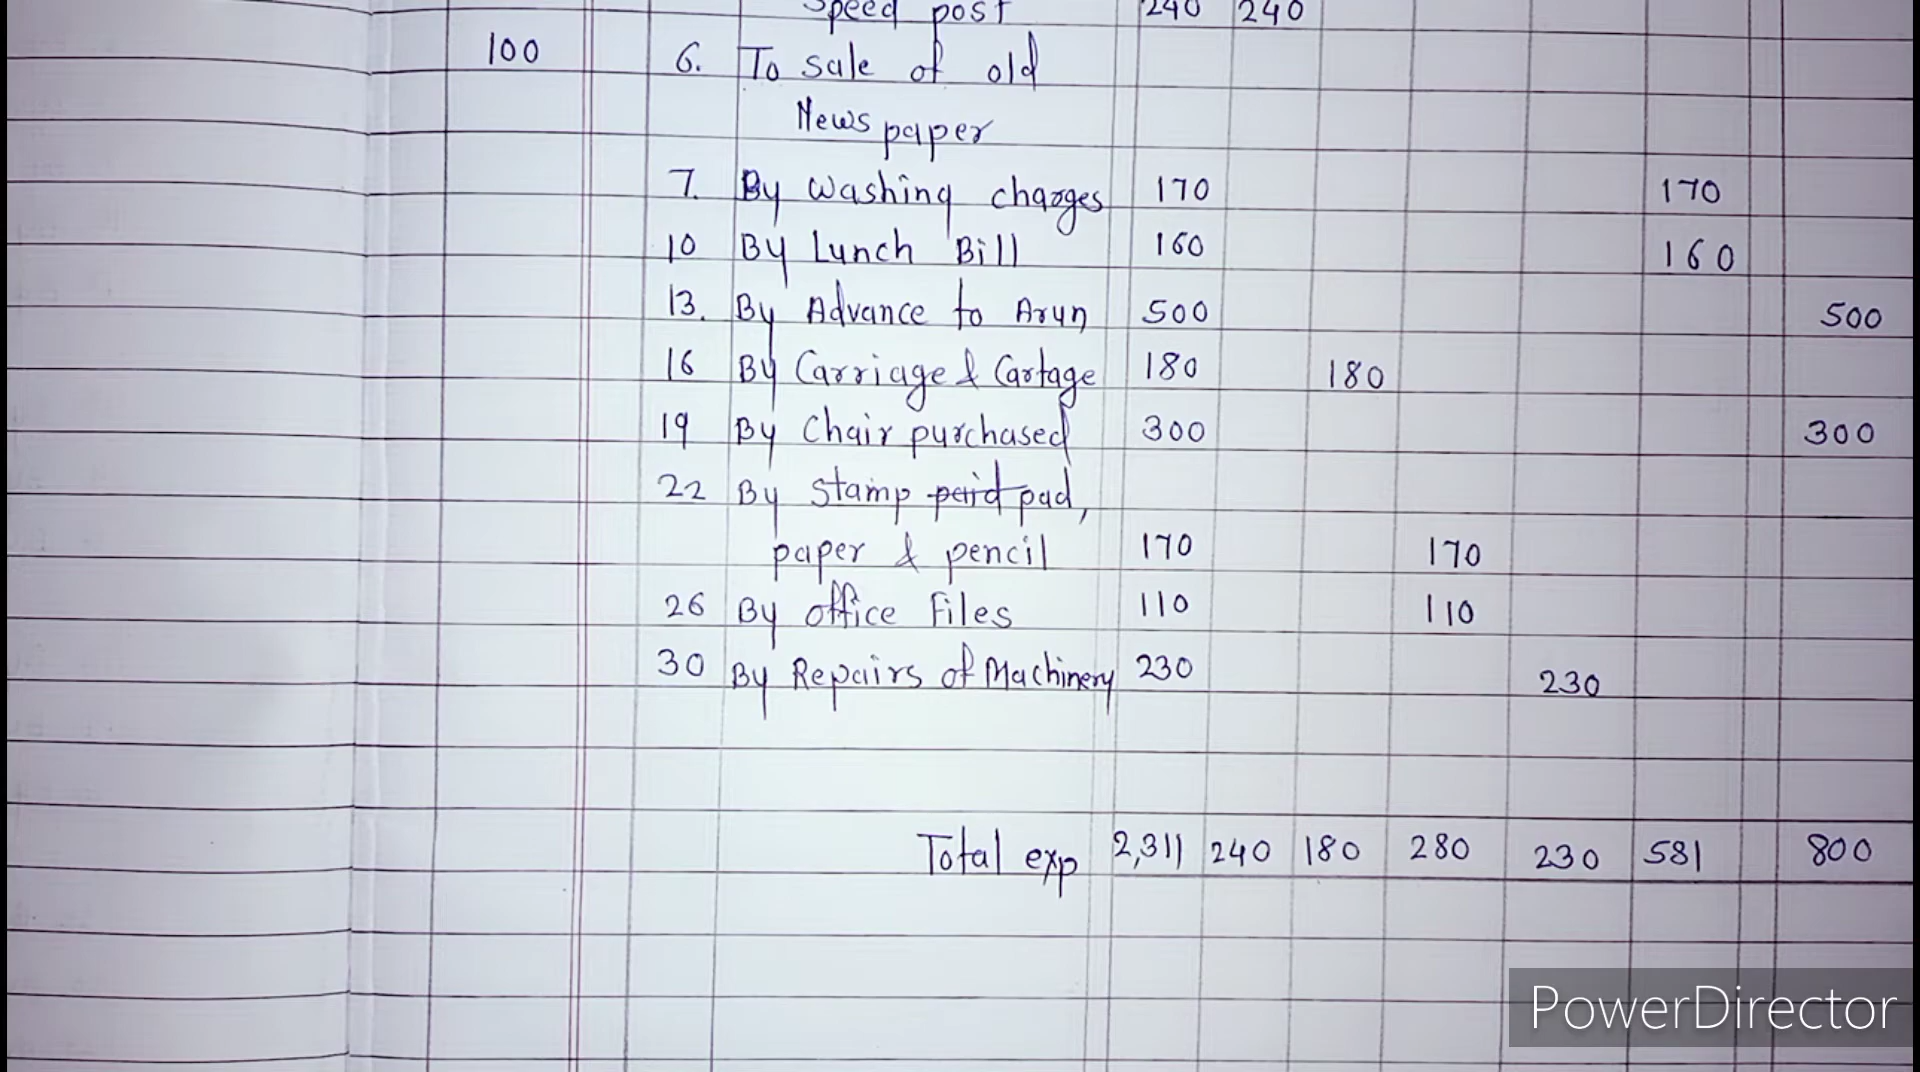 Speed post 240 240
100 6. To sale of old
News paper
7. By washing charges 170 170
10 By Lunch Bill 160 160
13. By Advance to Arun 500 500
16 By Carriage & Cartage 180 180
19 By Chair purchased 300 300
22 By stamp paid pad,
paper & pencil 170 170
26 By office Files 110 110
30 By Repairs of Machinery 230 230
Total exp 2,311 240 180 280 230 581 800
PowerDirector